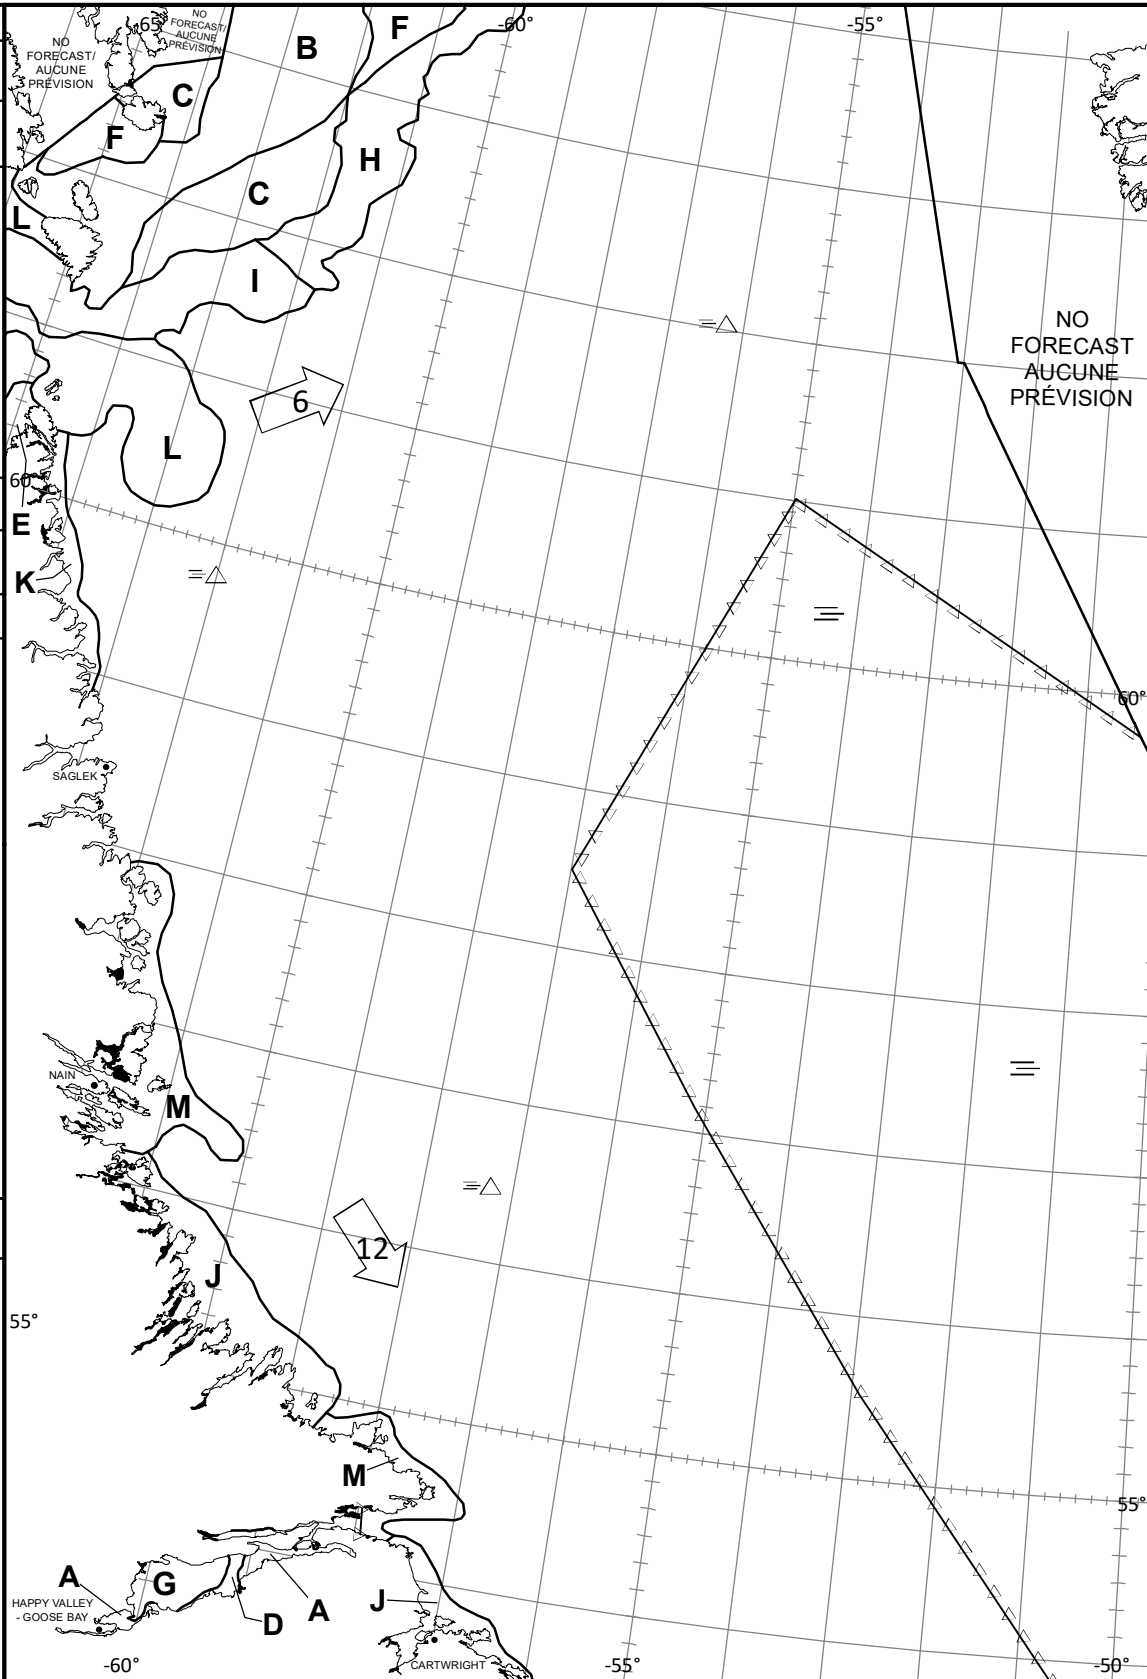 -65°
NO
FORECAST/
AUCUNE
PRÉVISION
-60°
-55°
NO
FORECAST/
AUCUNE
PRÉVISION
B
F
C
F
H
C
L
I
NO
FORECAST
AUCUNE
PRÉVISION
6
L
60°
E
K
60°
SAGLEK
NAIN
M
12
J
55°
M
55°
A
G
A
J
D
HAPPY VALLEY
- GOOSE BAY
CARTWRIGHT
-60°
-55°
-50°